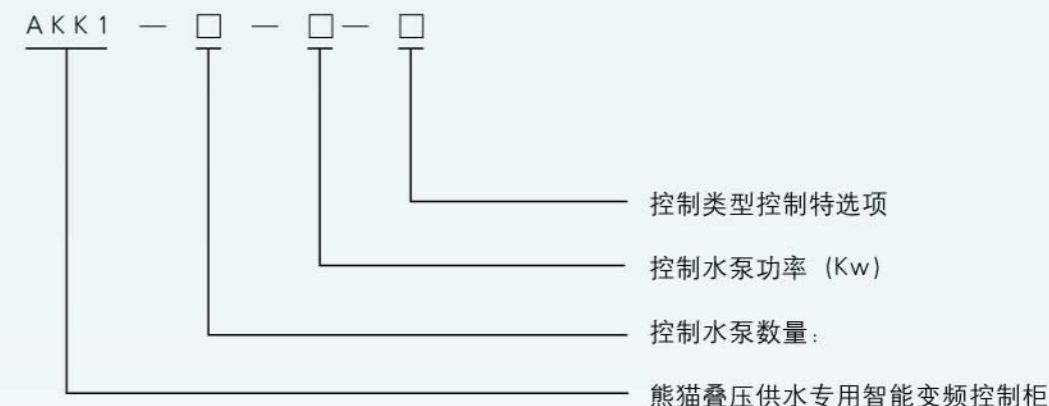 AKK1 — □ — □ — □
控制类型控制特选项
控制水泵功率 (Kw)
控制水泵数量:
熊猫叠压供水专用智能变频控制柜